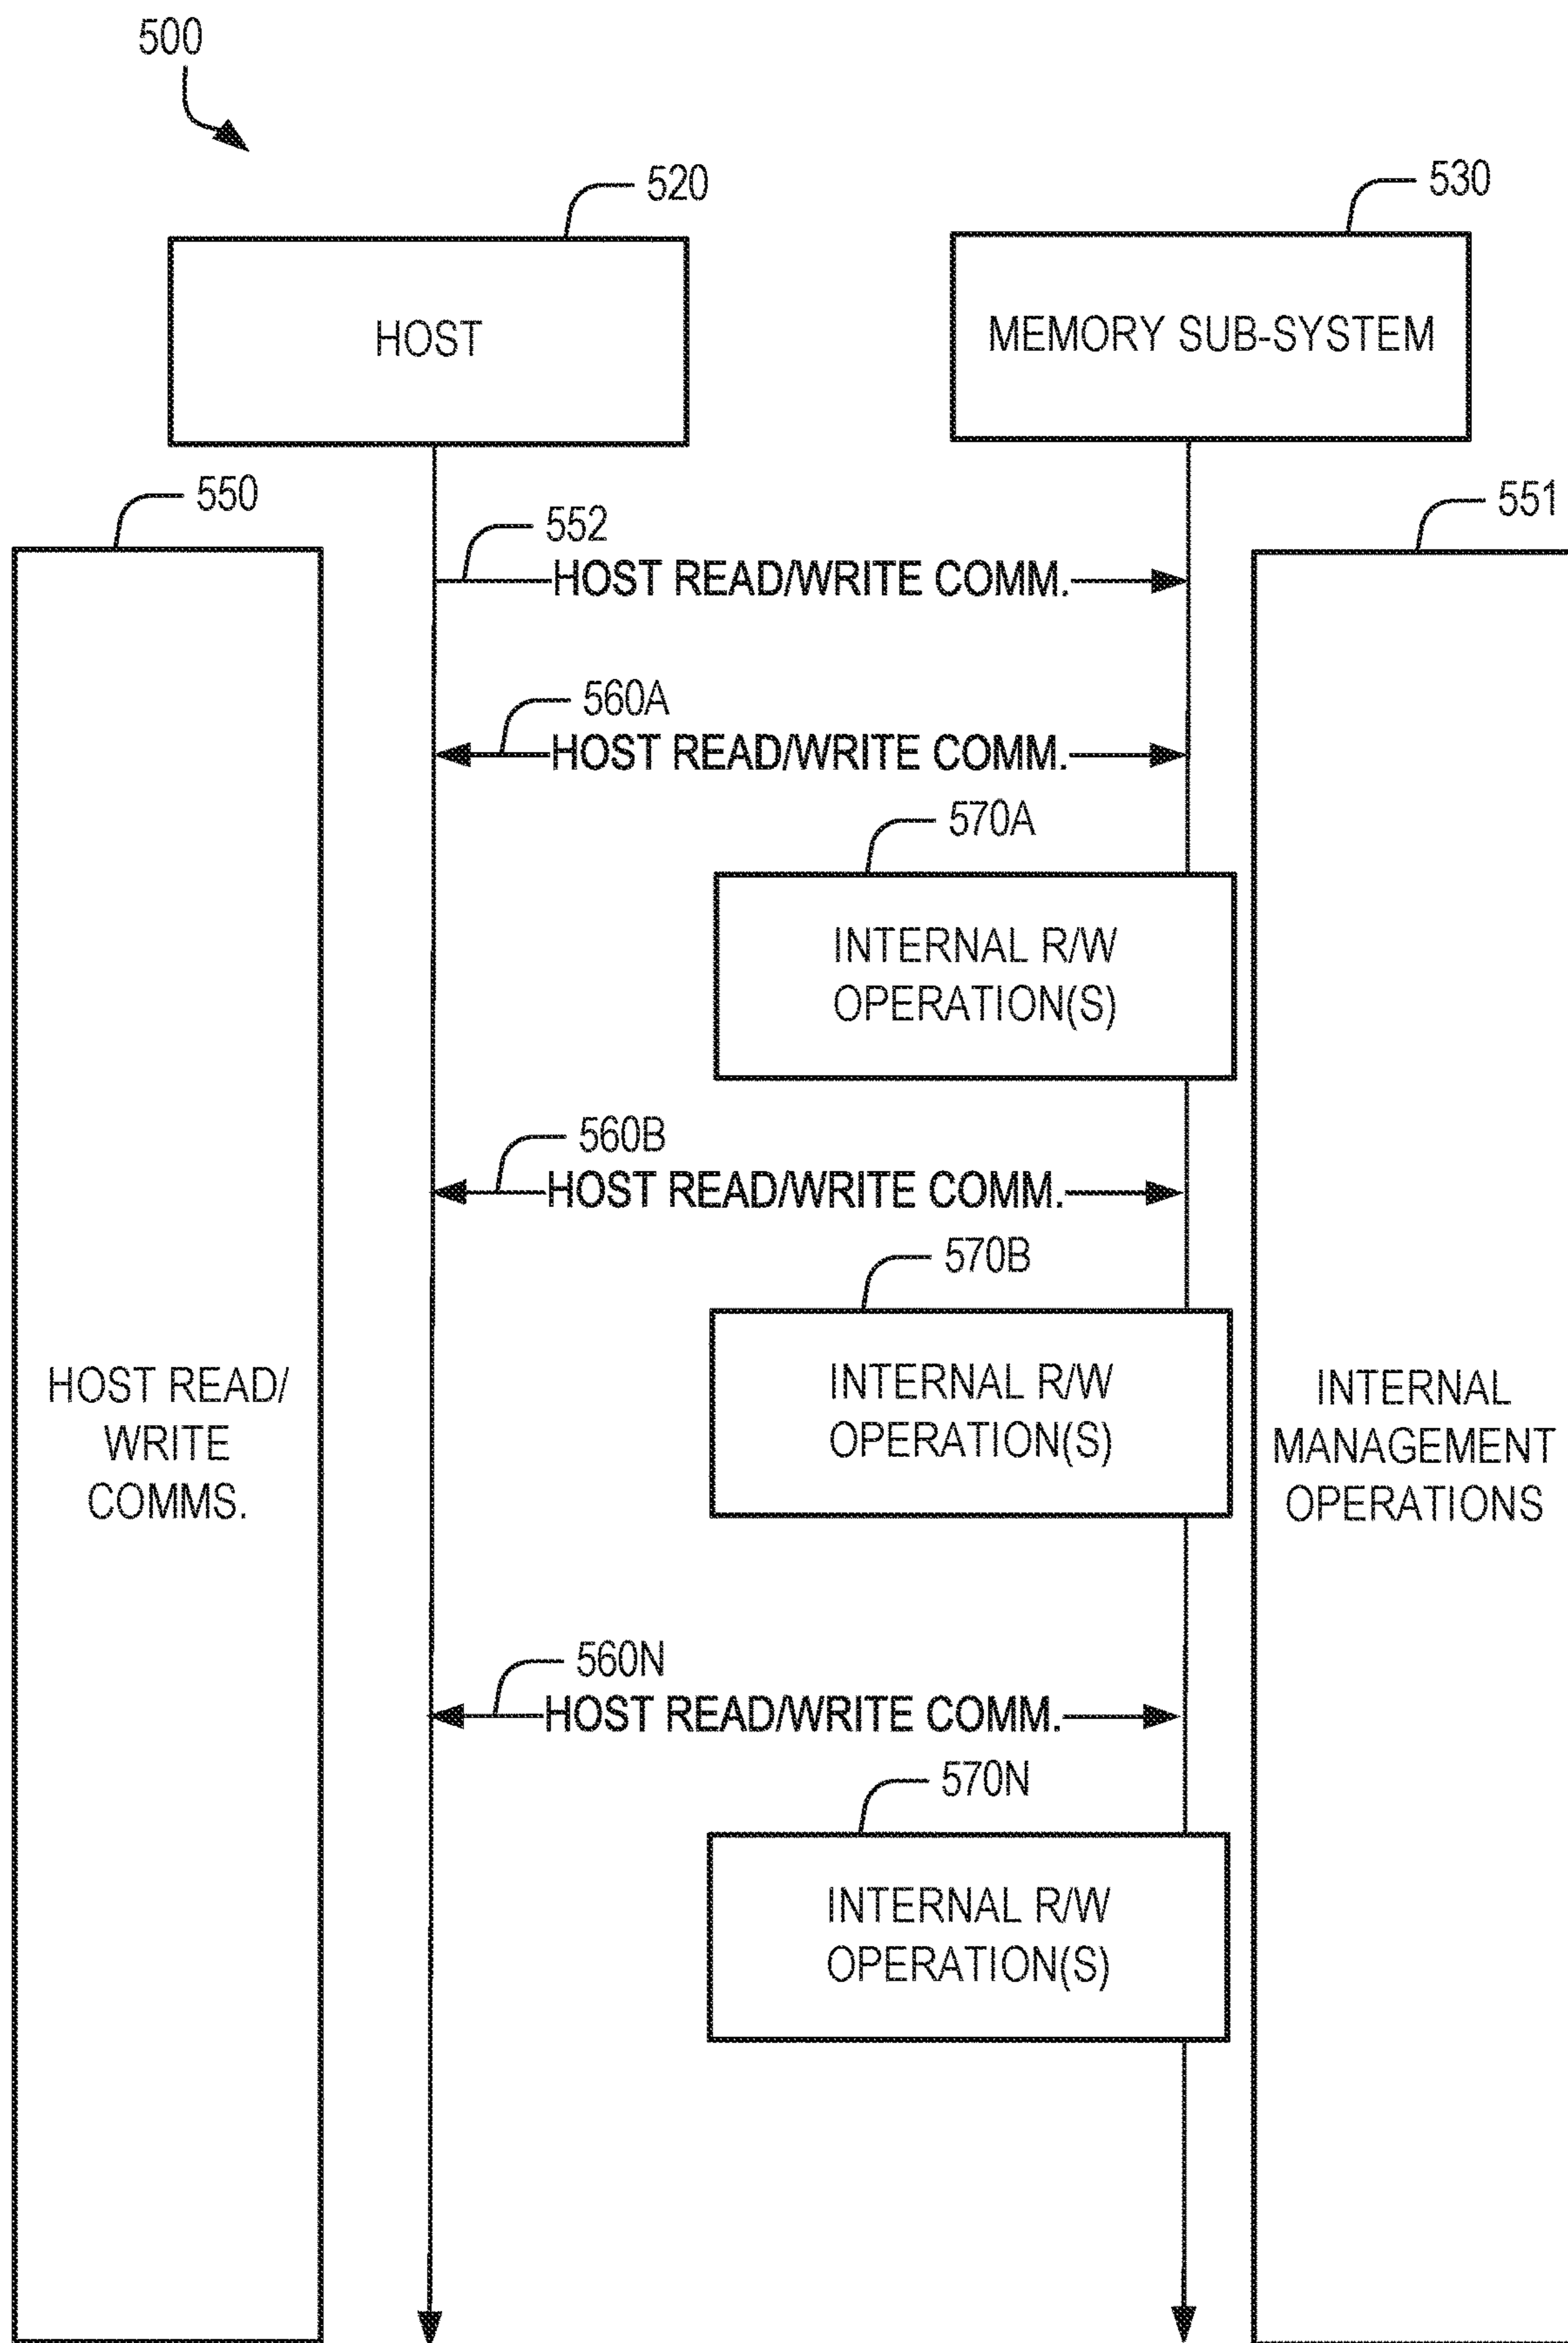 500
520
530
HOST
MEMORY SUB-SYSTEM
550
552
551
HOST READ/WRITE COMM.
560A
HOST READ/WRITE COMM.
570A
INTERNAL R/W
OPERATION(S)
560B
HOST READ/WRITE COMM.
570B
HOST READ/
WRITE
COMMS.
INTERNAL R/W
OPERATION(S)
INTERNAL
MANAGEMENT
OPERATIONS
560N
HOST READ/WRITE COMM.
570N
INTERNAL R/W
OPERATION(S)